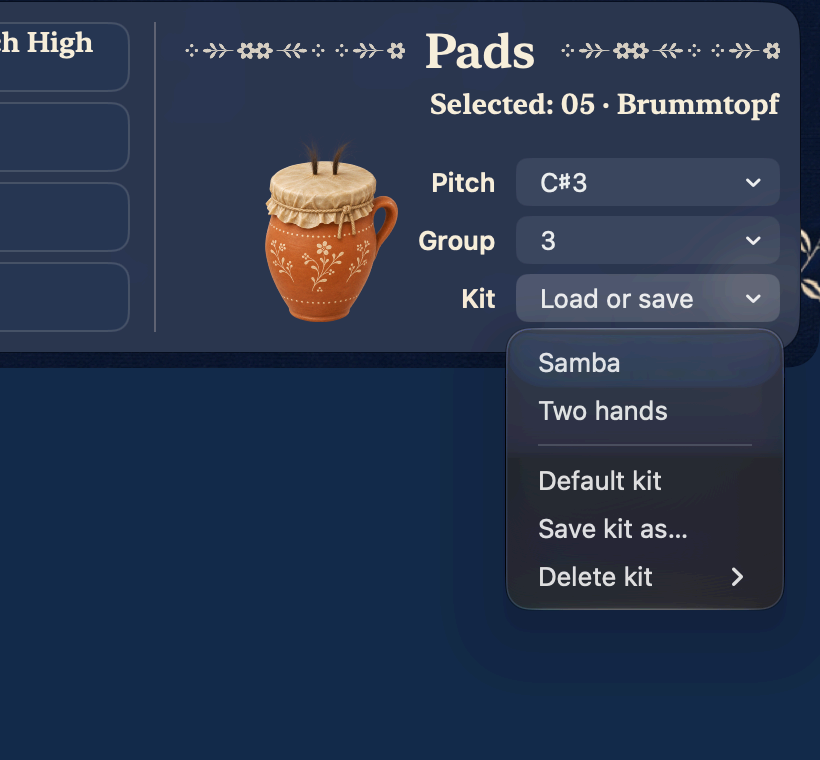 ch High
Pads
Selected: 05 · Brummtopf
Pitch C♯3
Group 3
Kit Load or save
Samba
Two hands
Default kit
Save kit as...
Delete kit